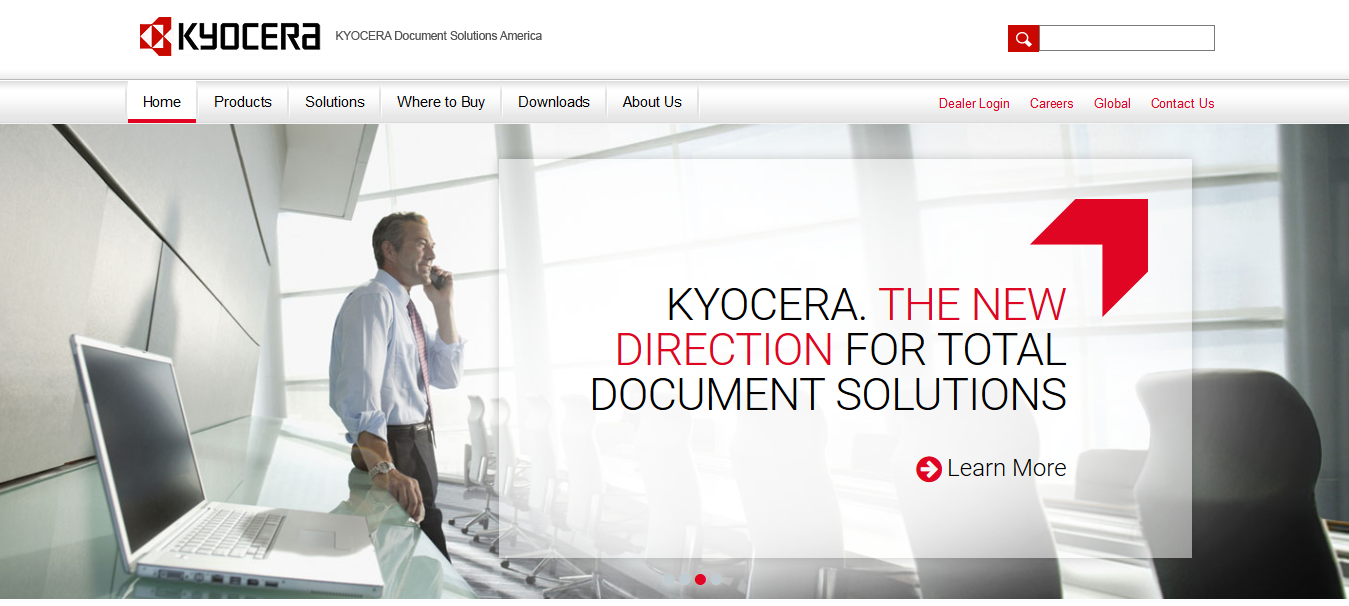 KYOCERA KYOCERA Document Solutions America
Home Products Solutions Where to Buy Downloads About Us Dealer Login Careers Global Contact Us
KYOCERA. THE NEW
DIRECTION FOR TOTAL
DOCUMENT SOLUTIONS
Learn More